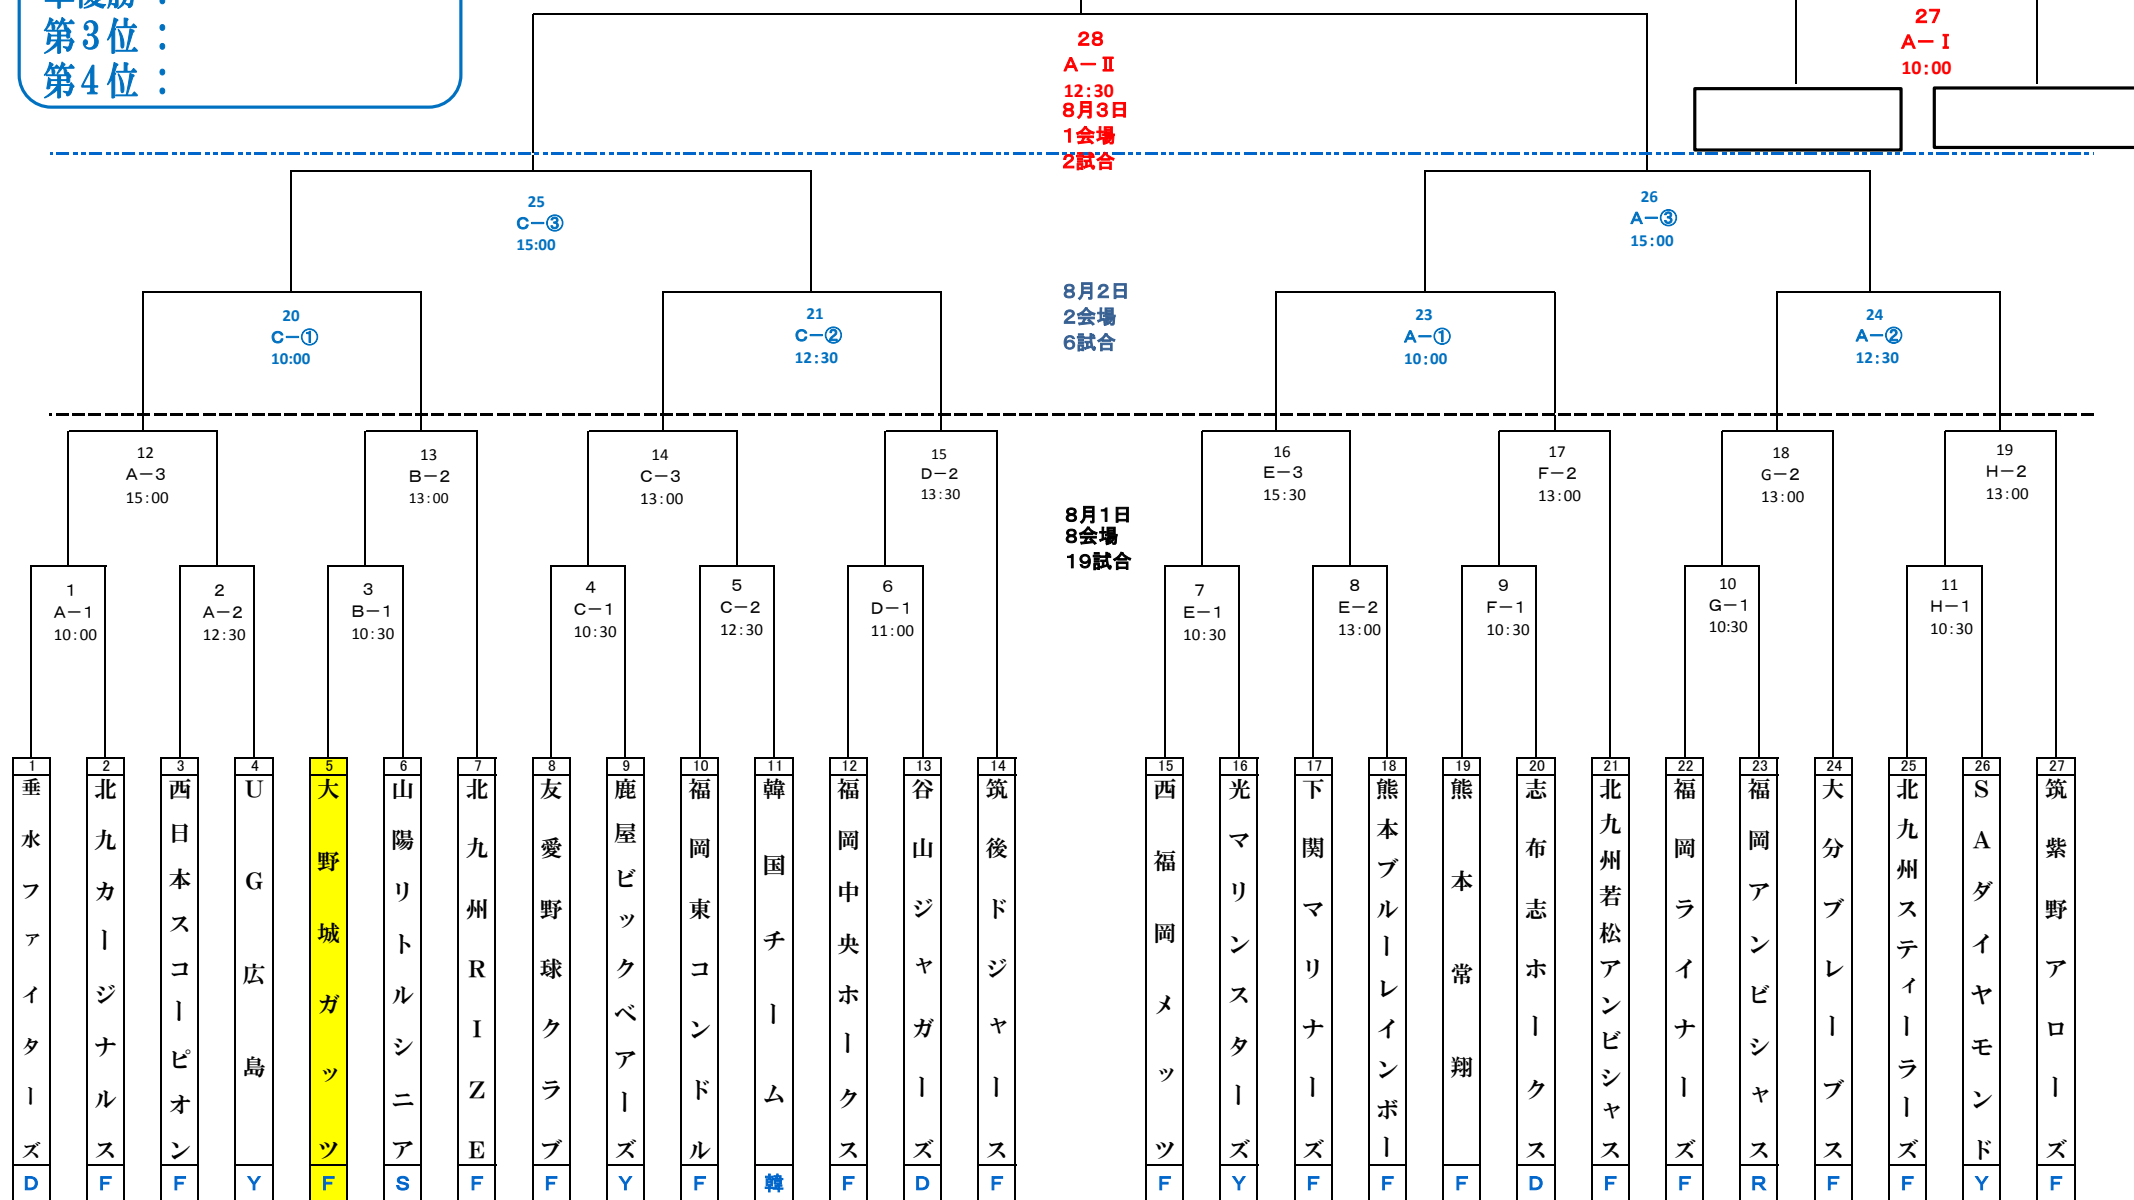 第3位：
第4位：
28
A－Ⅱ
12:30
8月3日
1会場
2試合
27
A－Ⅰ
10:00
25
C－③
15:00
26
A－③
15:00
20
C－①
10:00
21
C－②
12:30
8月2日
2会場
6試合
23
A－①
10:00
24
A－②
12:30
12
A－3
15:00
13
B－2
13:00
14
C－3
13:00
15
D－2
13:30
16
E－3
15:30
17
F－2
13:00
18
G－2
13:00
19
H－2
13:00
8月1日
8会場
19試合
1
A－1
10:00
2
A－2
12:30
3
B－1
10:30
4
C－1
10:30
5
C－2
12:30
6
D－1
11:00
7
E－1
10:30
8
E－2
13:00
9
F－1
10:30
10
G－1
10:30
11
H－1
10:30
1
垂水ファイターズ
D
2
北九カージナルス
F
3
西日本スコーピオン
F
4
UG広島
Y
5
大野城ガッツ
F
6
山陽リトルシニア
S
7
北九州RIZE
F
8
友愛野球クラブ
F
9
鹿屋ビックベアーズ
Y
10
福岡東コンドル
F
11
韓国チーム
韓
12
福岡中央ホークス
F
13
谷山ジャガーズ
D
14
筑後ドジャース
F
15
西福岡メッツ
F
16
光マリンスターズ
Y
17
下関マリナーズ
F
18
熊本ブルーレインボー
F
19
熊本常翔
F
20
志布志ホークス
D
21
北九州若松アンビシャス
F
22
福岡ライナーズ
F
23
福岡アンビシャス
R
24
大分ブレーブス
F
25
北九州スティーラーズ
F
26
SAダイヤモンド
Y
27
筑紫野アローズ
F